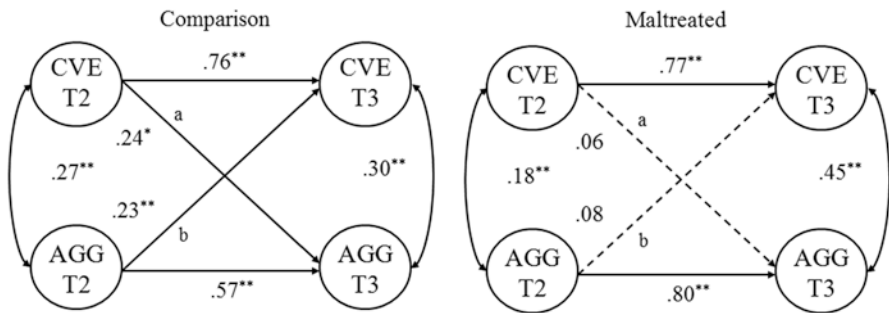 Comparison
CVE
T2
.76**
CVE
T3
.24*
a
.27**
.30**
.23**
b
AGG
T2
.57**
AGG
T3
Maltreated
CVE
T2
.77**
CVE
T3
a
.06
.18**
.45**
.08
b
AGG
T2
.80**
AGG
T3